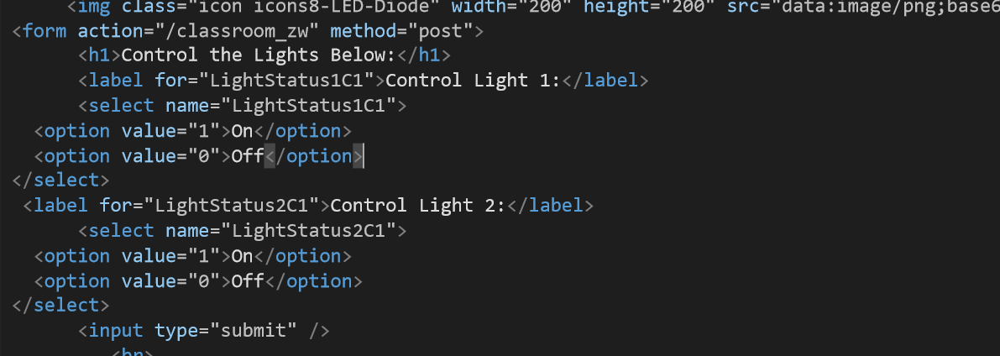 <img class="icon icons8-LED-Diode" width="200" height="200" src="data:image/png;base6
<form action="/classroom_zw" method="post">
<h1>Control the Lights Below:</h1>
<label for="LightStatus1C1">Control Light 1:</label>
<select name="LightStatus1C1">
<option value="1">On</option>
<option value="0">Off</option>
</select>
<label for="LightStatus2C1">Control Light 2:</label>
<select name="LightStatus2C1">
<option value="1">On</option>
<option value="0">Off</option>
</select>
<input type="submit" />